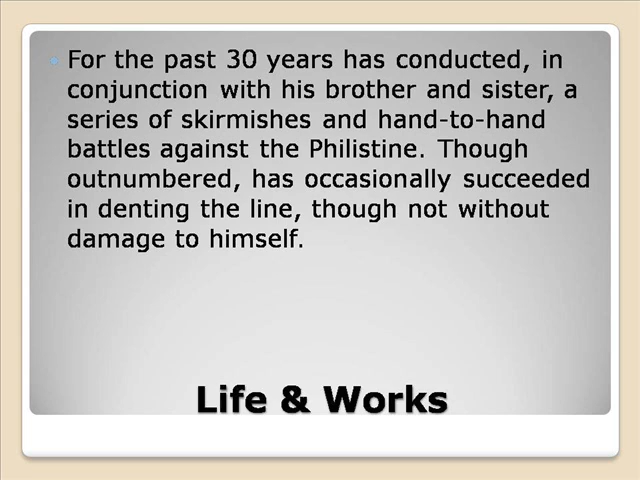 For the past 30 years has conducted, in
conjunction with his brother and sister, a
series of skirmishes and hand-to-hand
battles against the Philistine. Though
outnumbered, has occasionally succeeded
in denting the line, though not without
damage to himself.
Life & Works